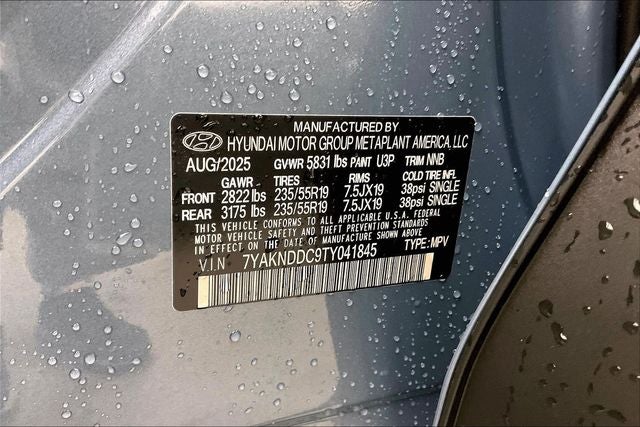 MANUFACTURED BY
HYUNDAI MOTOR GROUP METAPLANT AMERICA, LLC
AUG/2025 GVWR 5831 lbs PAINT U3P TRIM NNB
GAWR TIRES RIMS COLD TIRE INFL
FRONT 2822 lbs 235/55R19 7.5JX19 38psi SINGLE
REAR 3175 lbs 235/55R19 7.5JX19 38psi SINGLE
THIS VEHICLE CONFORMS TO ALL APPLICABLE U.S.A. FEDERAL
MOTOR VEHICLE SAFETY AND THEFT PREVENTION STANDARDS
IN EFFECT ON THE DATE OF MANUFACTURE SHOWN ABOVE.
V.I.N 7YAKNDDC9TY041845 TYPE: MPV